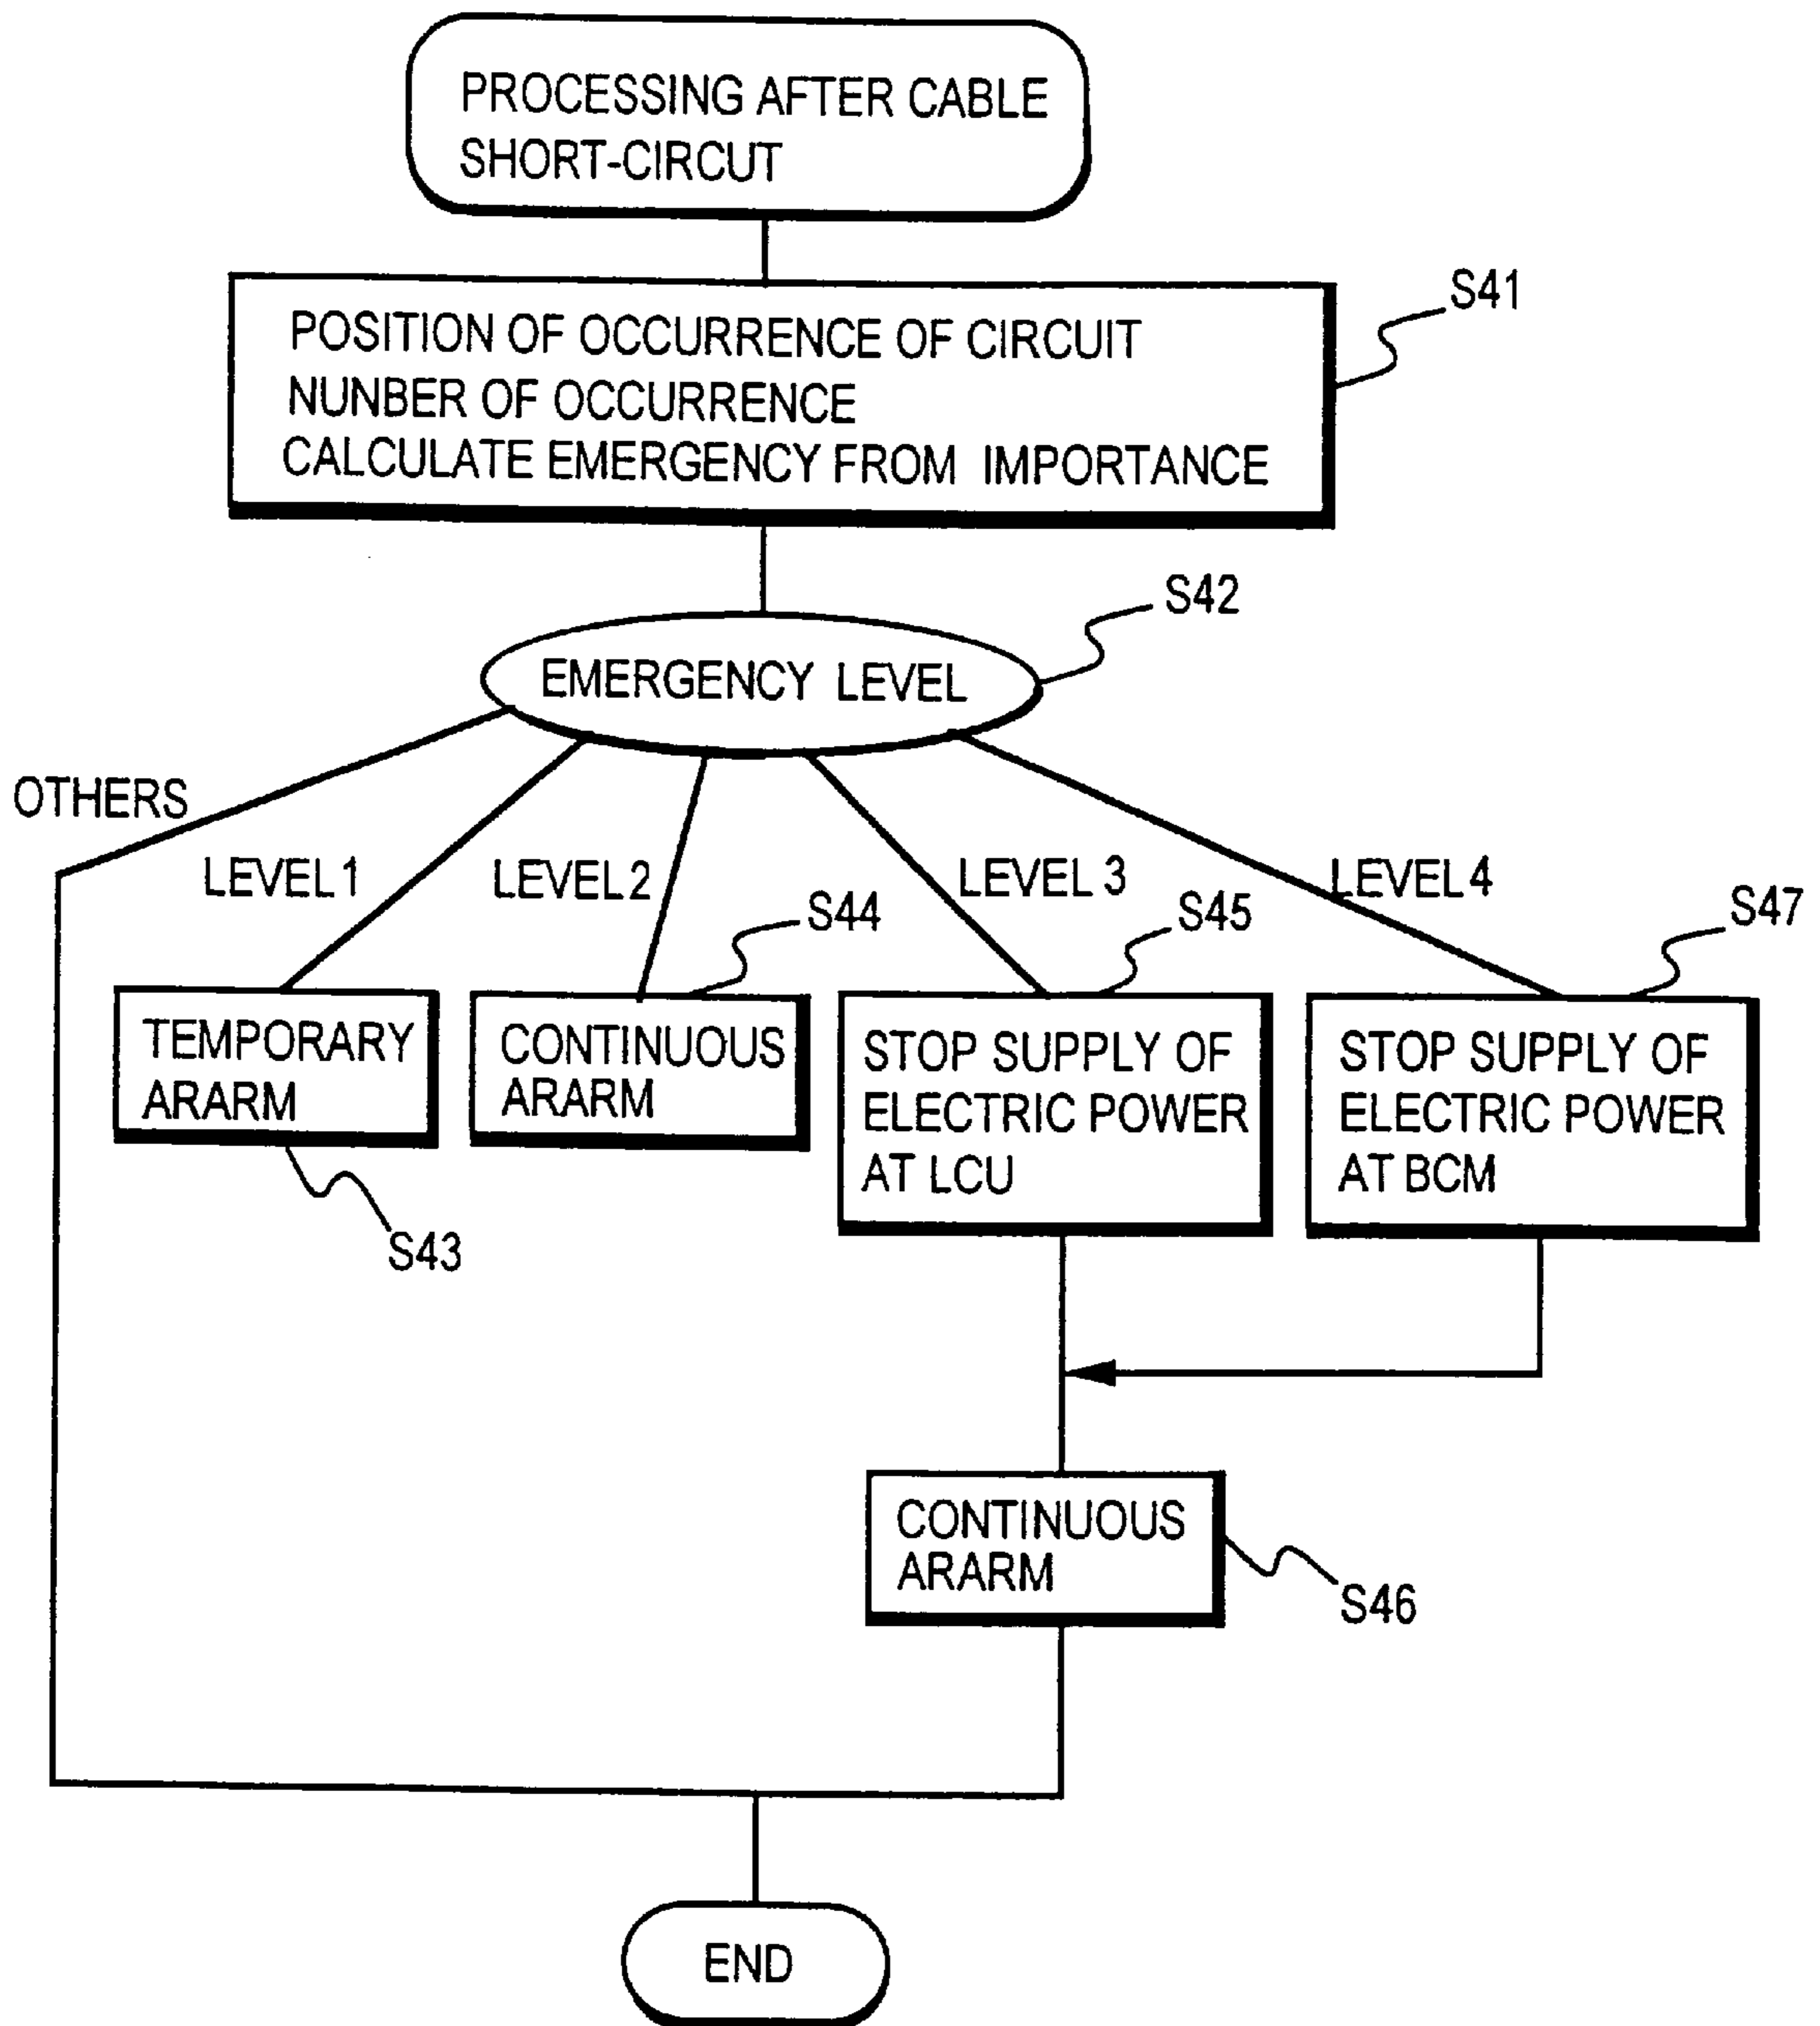 PROCESSING AFTER CABLE
SHORT-CIRCUT
S41
POSITION OF OCCURRENCE OF CIRCUIT
NUNBER OF OCCURRENCE
CALCULATE EMERGENCY FROM IMPORTANCE
S42
EMERGENCY LEVEL
OTHERS
LEVEL 1
LEVEL 2
LEVEL 3
LEVEL 4
S44
S45
S47
TEMPORARY
ARARM
CONTINUOUS
ARARM
STOP SUPPLY OF
ELECTRIC POWER
AT LCU
STOP SUPPLY OF
ELECTRIC POWER
AT BCM
S43
CONTINUOUS
ARARM
S46
END